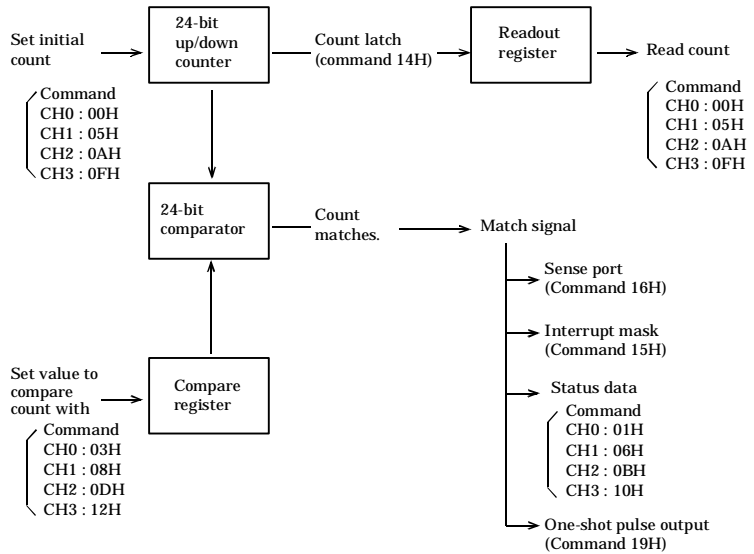 Set initial
count
Command
CH0 : 00H
CH1 : 05H
CH2 : 0AH
CH3 : 0FH
24-bit
up/down
counter
Count latch
(command 14H)
Readout
register
Read count
Command
CH0 : 00H
CH1 : 05H
CH2 : 0AH
CH3 : 0FH
24-bit
comparator
Count
matches.
Match signal
Sense port
(Command 16H)
Interrupt mask
(Command 15H)
Status data
Command
CH0 : 01H
CH1 : 06H
CH2 : 0BH
CH3 : 10H
One-shot pulse output
(Command 19H)
Set value to
compare
count with
Command
CH0 : 03H
CH1 : 08H
CH2 : 0DH
CH3 : 12H
Compare
register